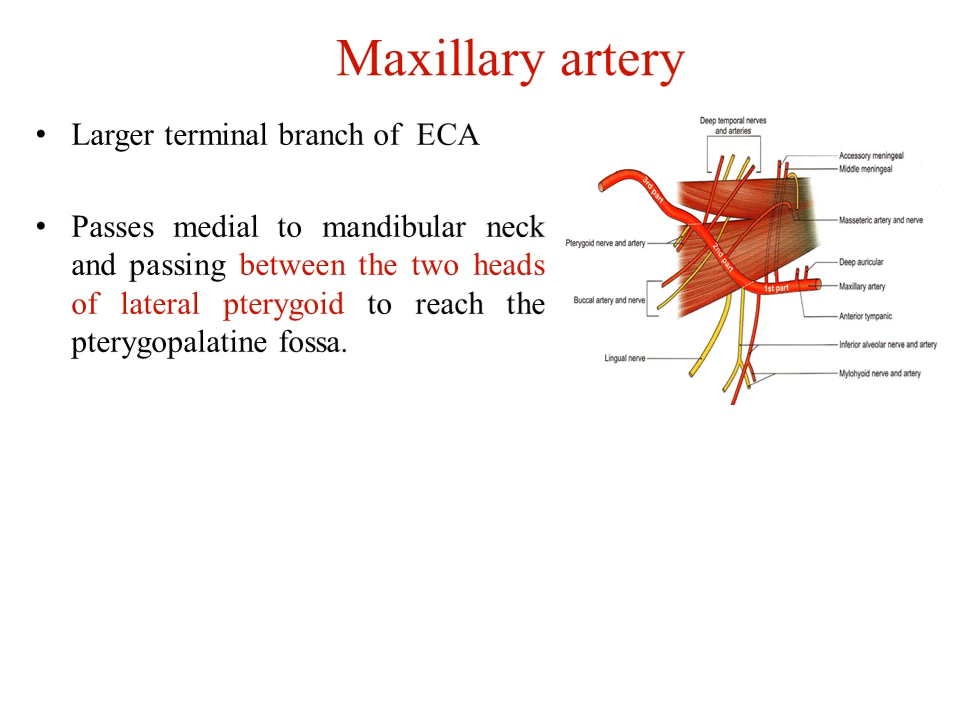 Maxillary artery
• Larger terminal branch of ECA
• Passes medial to mandibular neck
and passing between the two heads
of lateral pterygoid to reach the
pterygopalatine fossa.
Deep temporal nerves
and arteries
Accessory meningeal
Middle meningeal
3rd part
Masseteric artery and nerve
Pterygoid nerve and artery
2nd part
Deep auricular
1st part
Maxillary artery
Buccal artery and nerve
Anterior tympanic
Inferior alveolar nerve and artery
Lingual nerve
Mylohyoid nerve and artery